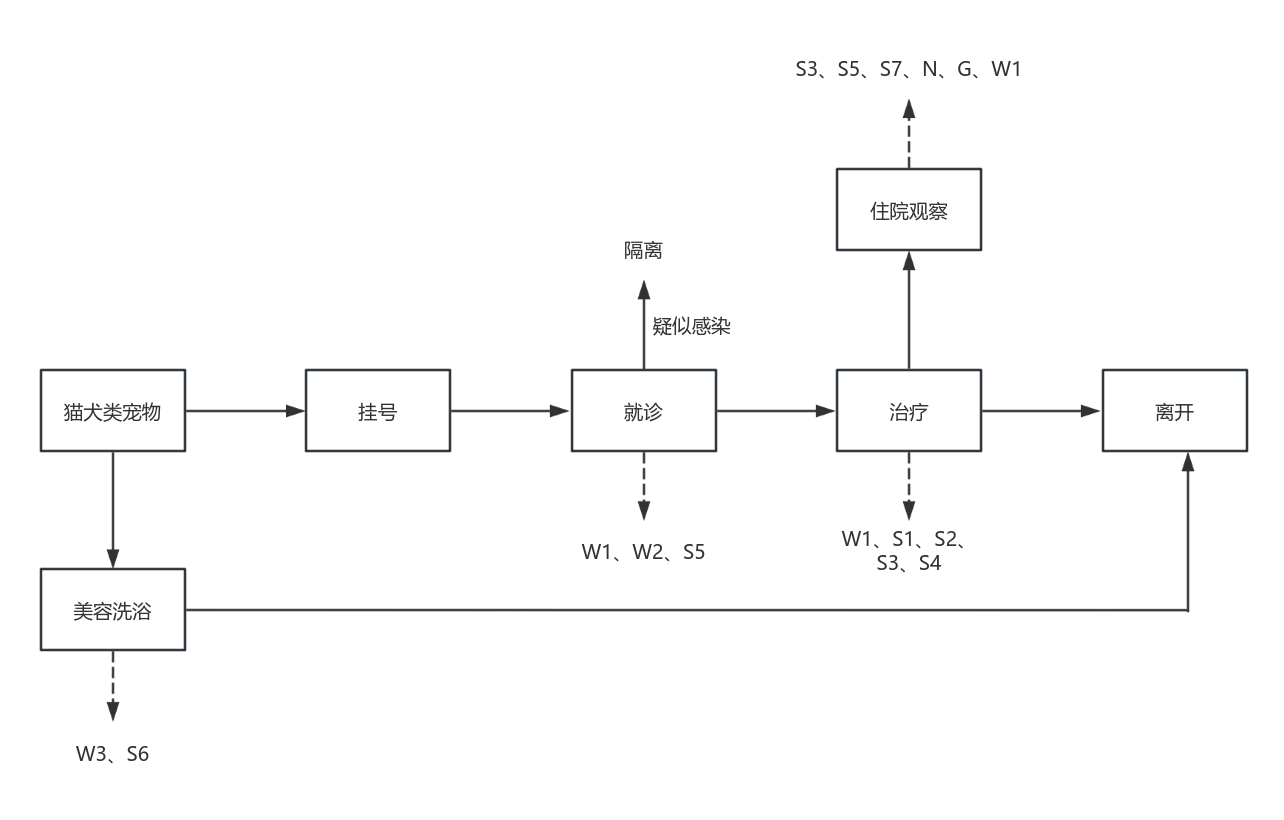 S3、S5、S7、N、G、W1
住院观察
隔离
疑似感染
猫犬类宠物
挂号
就诊
治疗
离开
W1、W2、S5
W1、S1、S2、
S3、S4
美容洗浴
W3、S6